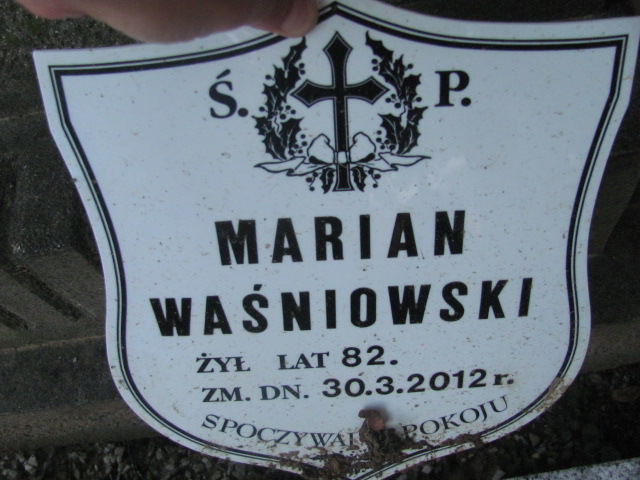 Ś. P.
MARIAN
WAŚNIOWSKI
ŻYŁ LAT 82.
ZM. DN. 30.3.2012 r.
SPOCZYWAJ POKOJU